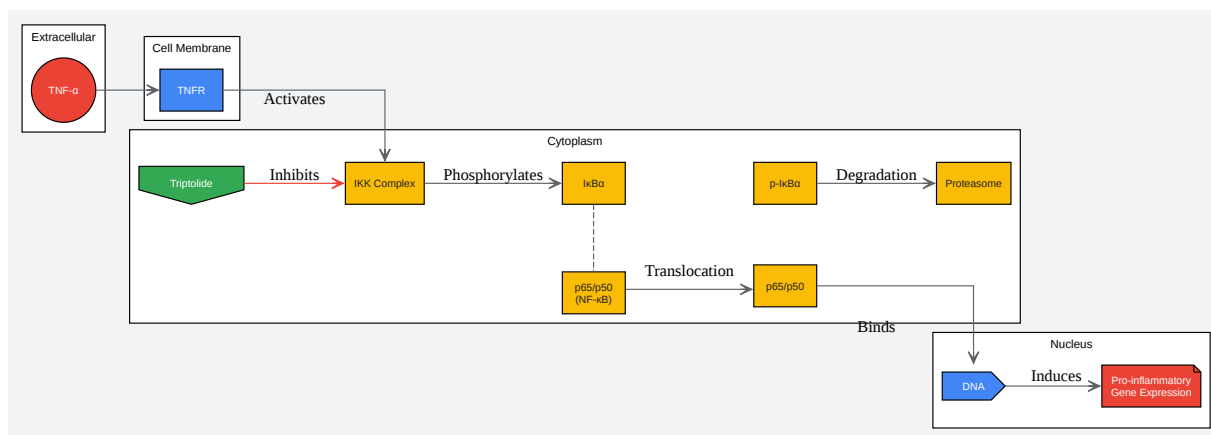 Extracellular
TNF-α
Cell Membrane
TNFR
Activates
Cytoplasm
Triptolide
Inhibits
IKK Complex
Phosphorylates
IκBα
p-IκBα
Degradation
Proteasome
p65/p50
(NF-κB)
Translocation
p65/p50
Binds
Nucleus
DNA
Induces
Pro-inflammatory
Gene Expression